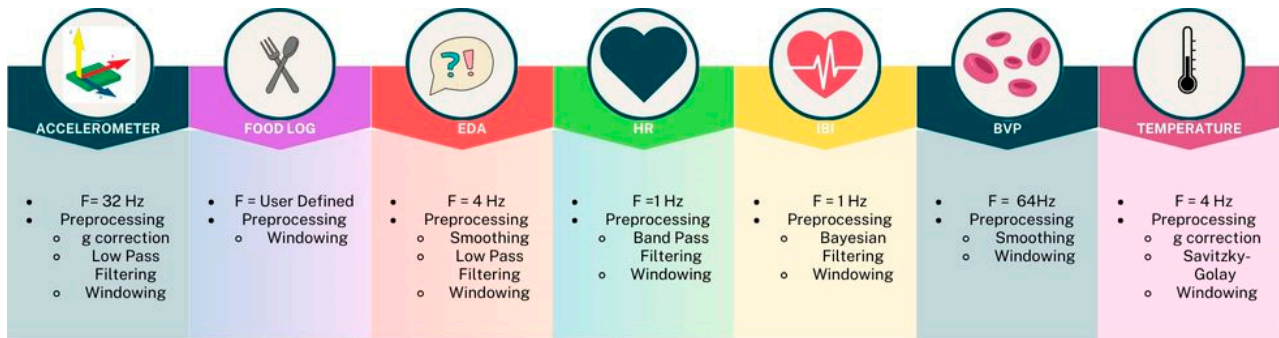 ACCELEROMETER
F= 32 Hz
Preprocessing
g correction
Low Pass
Filtering
Windowing
FOOD LOG
F = User Defined
Preprocessing
Windowing
?!
EDA
F = 4 Hz
Preprocessing
Smoothing
Low Pass
Filtering
Windowing
HR
F =1 Hz
Preprocessing
Band Pass
Filtering
Windowing
IBI
F = 1 Hz
Preprocessing
Bayesian
Filtering
Windowing
BVP
F = 64Hz
Preprocessing
Smoothing
Windowing
TEMPERATURE
F = 4 Hz
Preprocessing
g correction
Savitzky-
Golay
Windowing